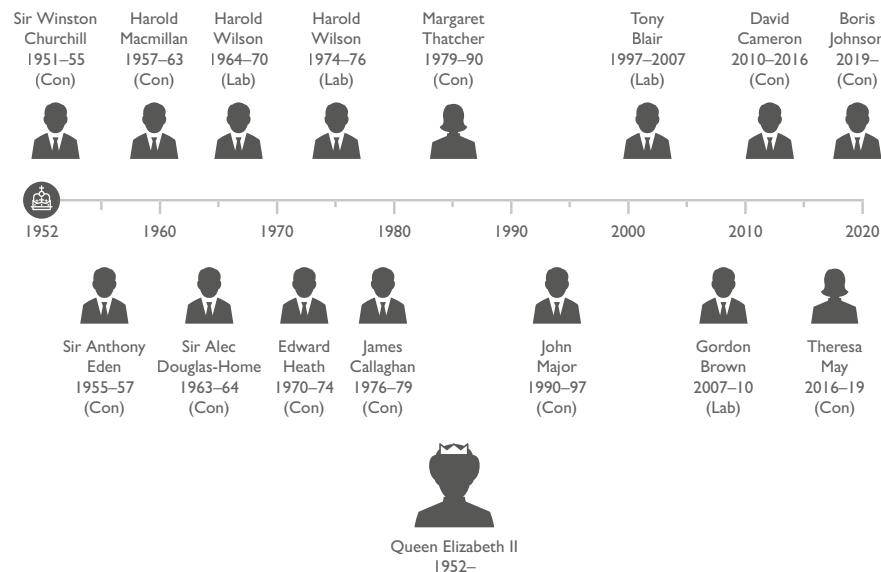 Sir Winston
Churchill
1951–55
(Con)
Harold
Macmillan
1957–63
(Con)
Harold
Wilson
1964–70
(Lab)
Harold
Wilson
1974–76
(Lab)
Margaret
Thatcher
1979–90
(Con)
Tony
Blair
1997–2007
(Lab)
David
Cameron
2010–2016
(Con)
Boris
Johnson
2019–
(Con)
1952
1960
1970
1980
1990
2000
2010
2020
Sir Anthony
Eden
1955–57
(Con)
Sir Alec
Douglas-Home
1963–64
(Con)
Edward
Heath
1970–74
(Con)
James
Callaghan
1976–79
(Con)
John
Major
1990–97
(Con)
Gordon
Brown
2007–10
(Lab)
Theresa
May
2016–19
(Con)
Queen Elizabeth II
1952–